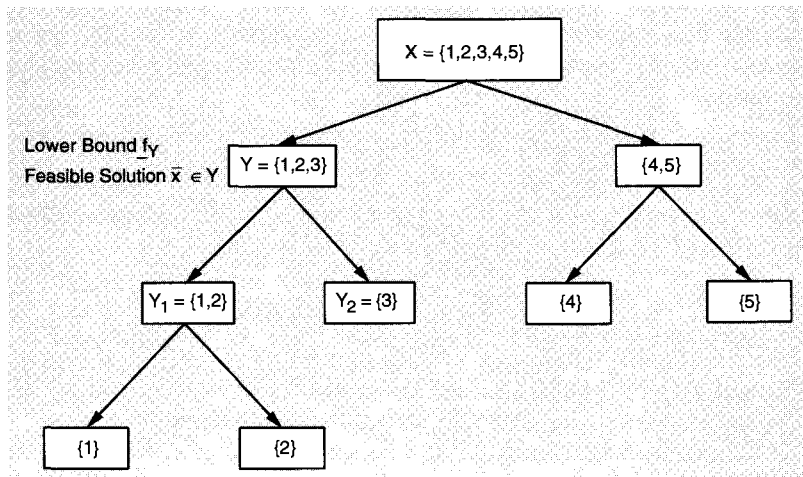 X = {1,2,3,4,5}
Lower Bound f_Y
Feasible Solution x̄ ∈ Y
Y = {1,2,3}
{4,5}
Y₁ = {1,2}
Y₂ = {3}
{4}
{5}
{1}
{2}